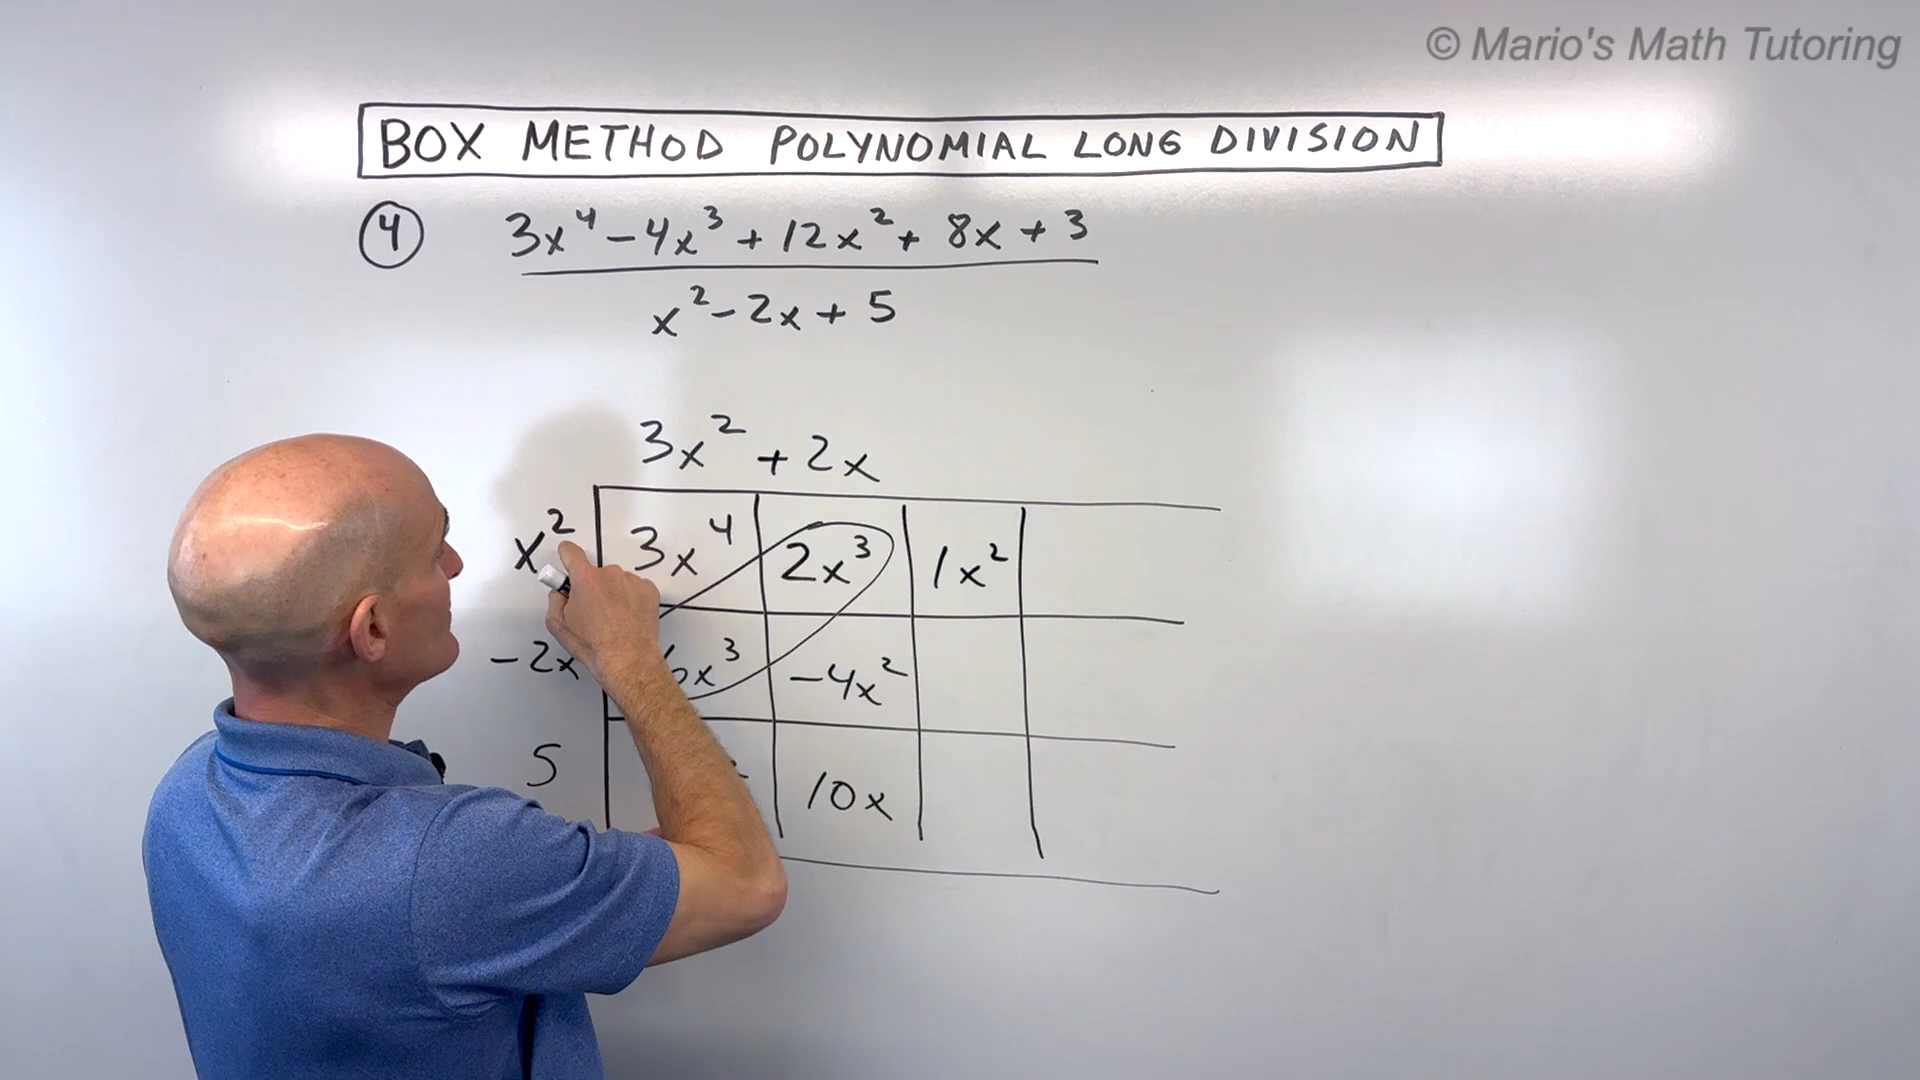 © Mario's Math Tutoring
BOX METHOD POLYNOMIAL LONG DIVISION
4 3x⁴ - 4x³ + 12x² + 8x + 3
x² - 2x + 5
3x² + 2x
x² 3x⁴ 2x³ 1x²
-2x 6x³ -4x²
5 10x